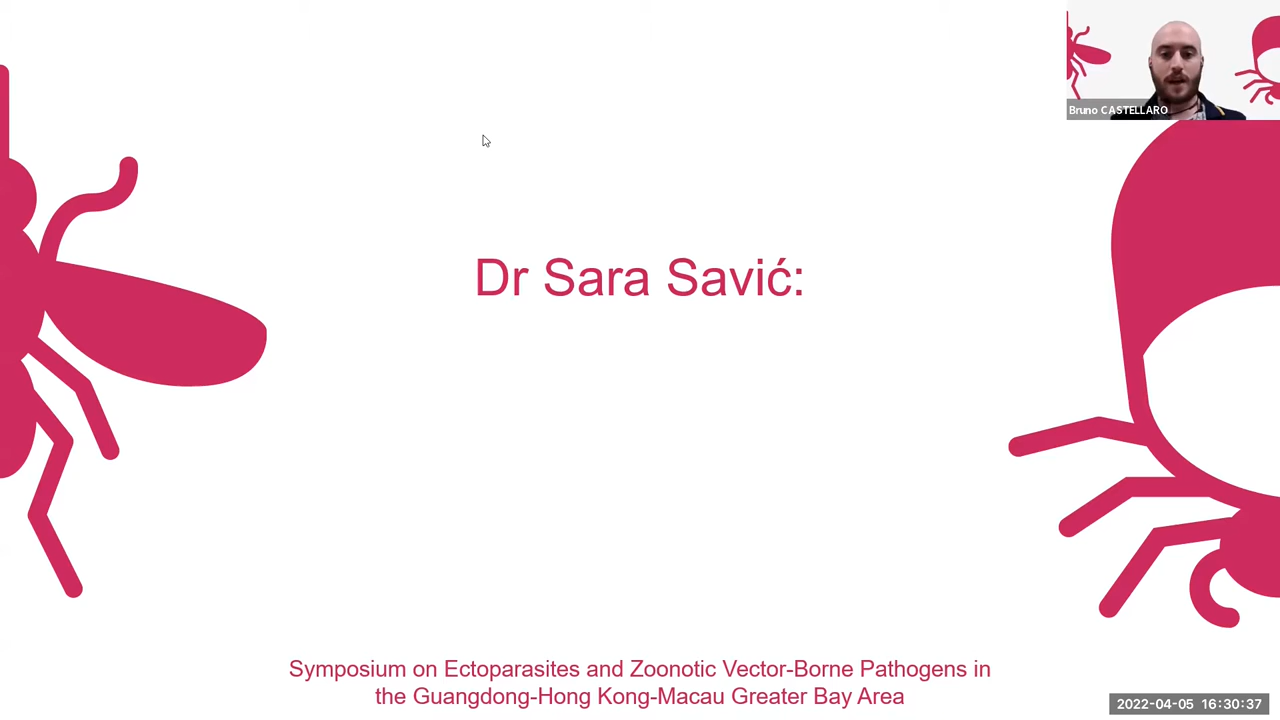 Bruno CASTELLARO
Dr Sara Savić:
Symposium on Ectoparasites and Zoonotic Vector-Borne Pathogens in
the Guangdong-Hong Kong-Macau Greater Bay Area
2022-04-05 16:30:37